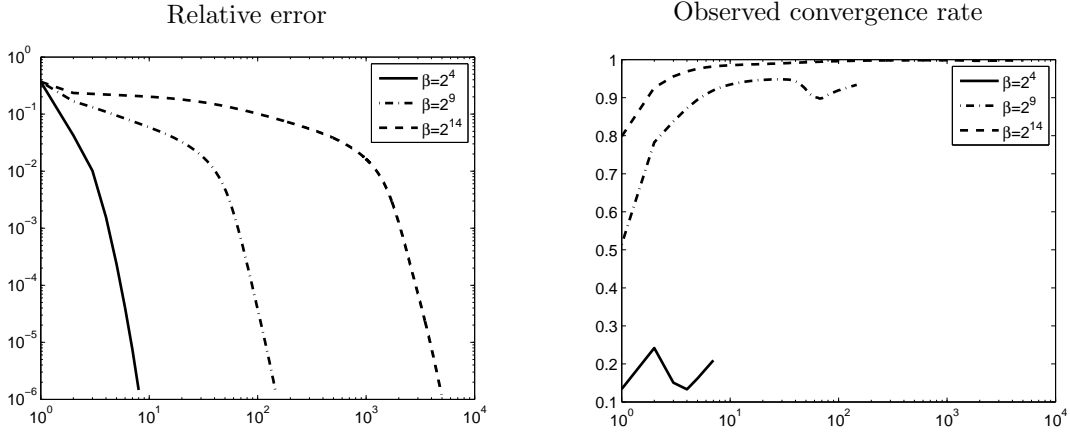 Relative error
10^0
10^-1
10^-2
10^-3
10^-4
10^-5
10^-6
10^0 10^1 10^2 10^3 10^4
β=2^4
β=2^9
β=2^14
Observed convergence rate
1
0.9
0.8
0.7
0.6
0.5
0.4
0.3
0.2
0.1
10^0 10^1 10^2 10^3 10^4
β=2^4
β=2^9
β=2^14